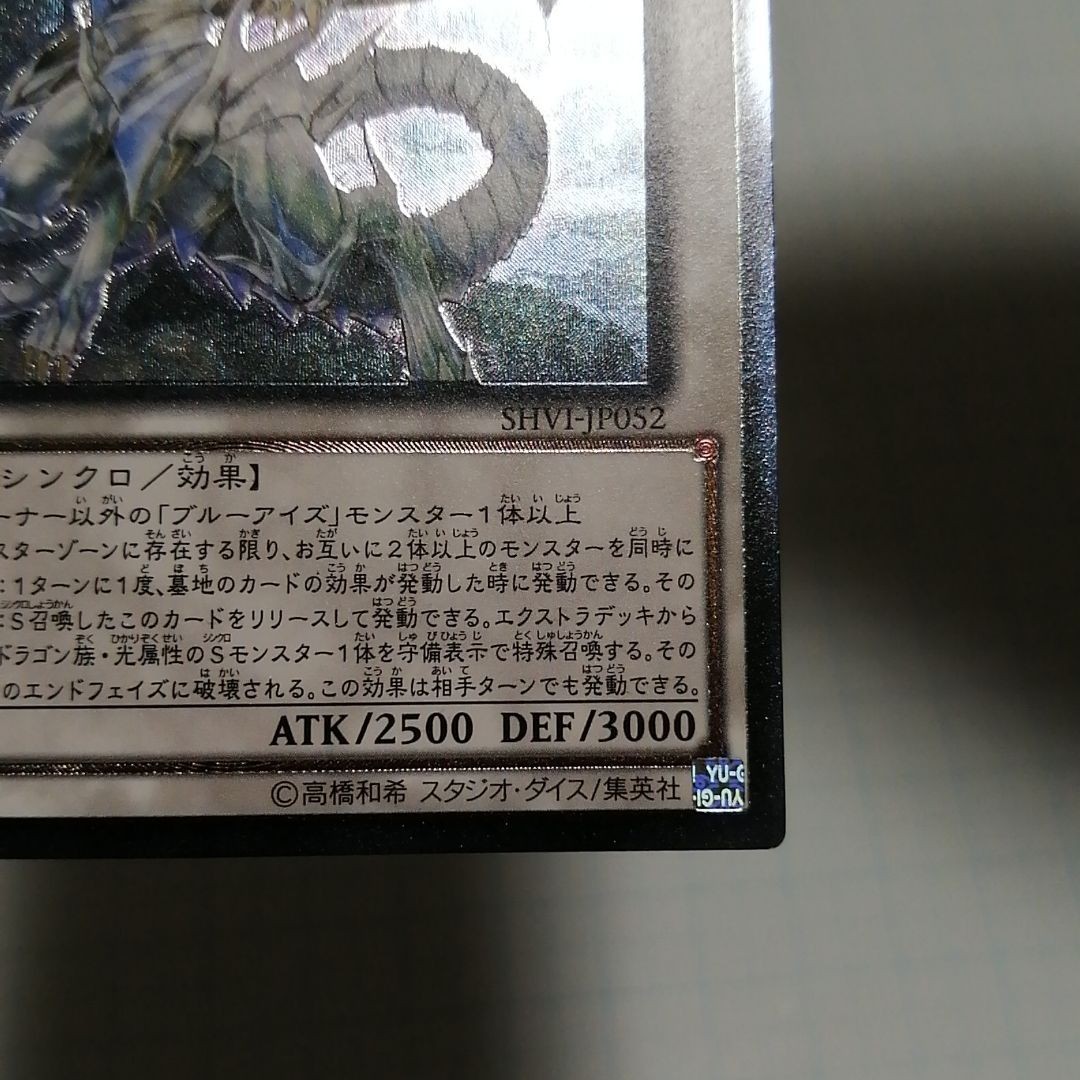 SHVI-JP052
シンクロ/効果】
ーナー以外の「ブルーアイズ」モンスター1体以上
スターゾーンに存在する限り、お互いに2体以上のモンスターを同時に
:1ターンに1度、墓地のカードの効果が発動した時に発動できる。その
:S召喚したこのカードをリリースして発動できる。エクストラデッキから
ドラゴン族・光属性のSモンスター1体を守備表示で特殊召喚する。その
のエンドフェイズに破壊される。この効果は相手ターンでも発動できる。
ATK/2500 DEF/3000
©高橋和希 スタジオ・ダイス/集英社
YU-G
YU-GI-